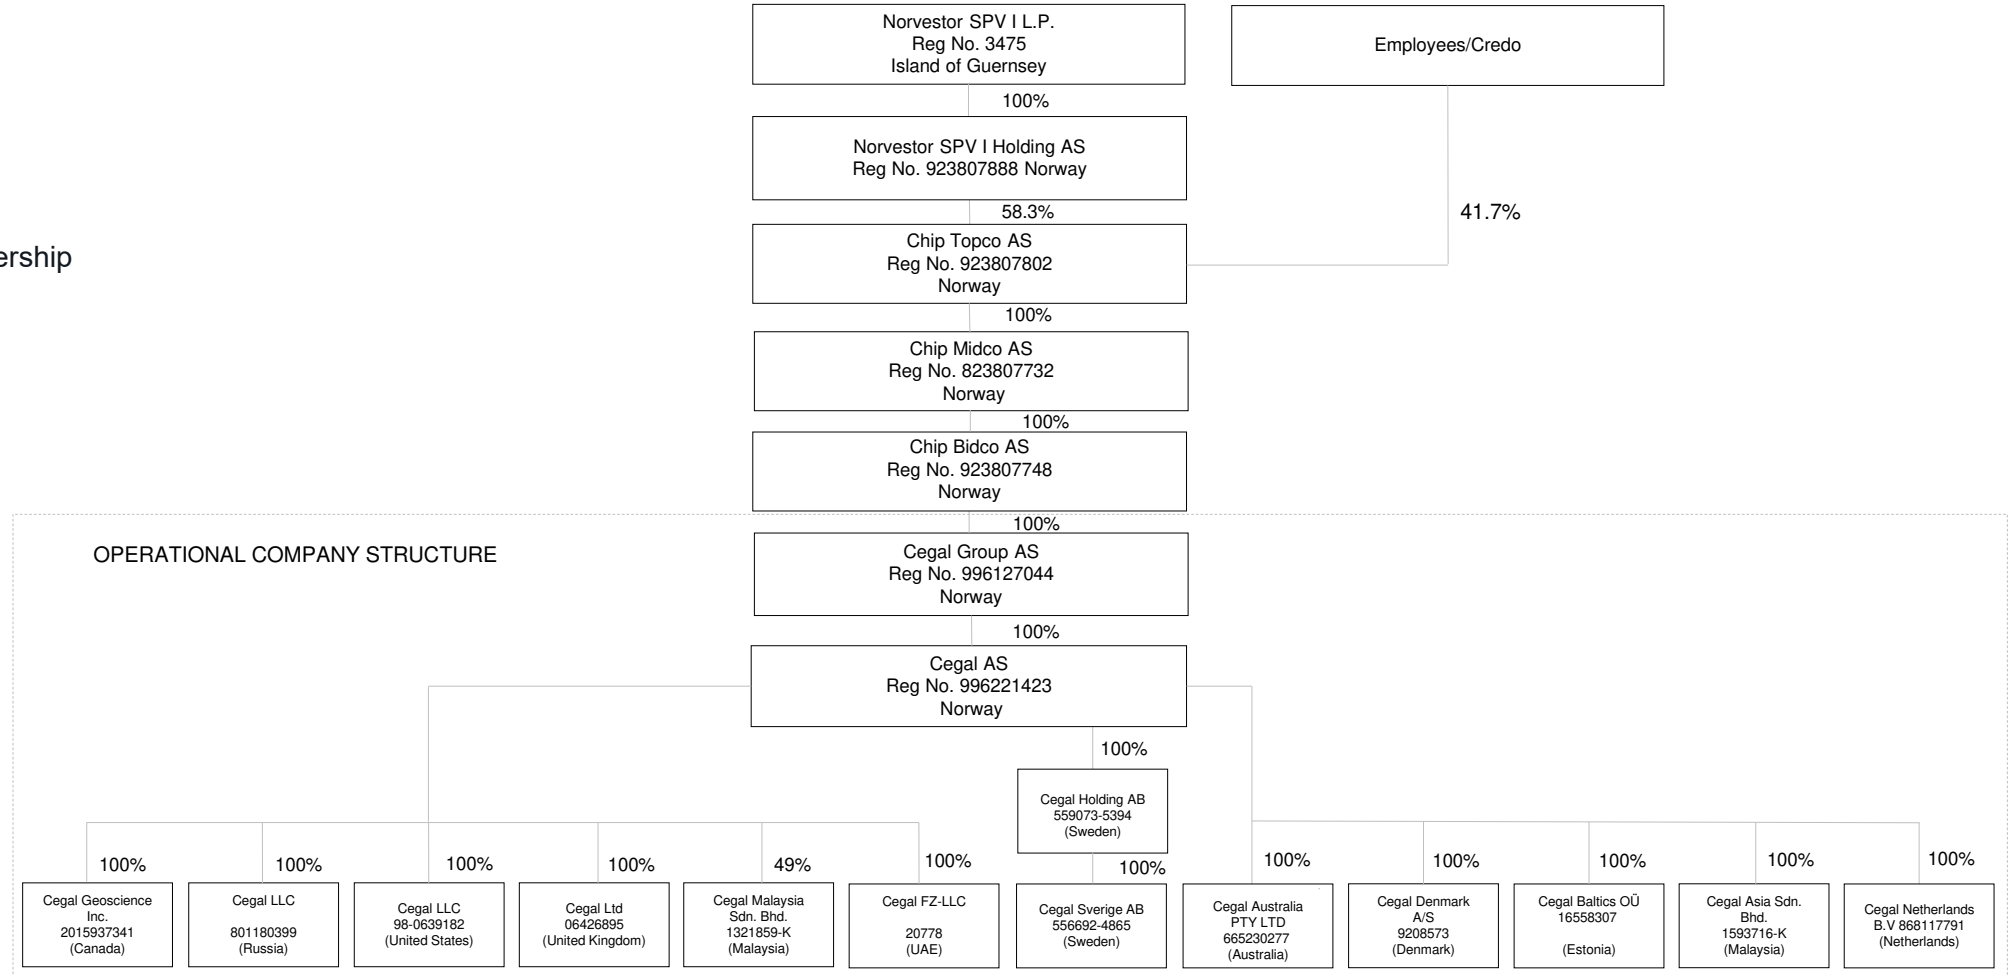 Norvestor SPV I L.P.
Reg No. 3475
Island of Guernsey
Employees/Credo
100%
Norvestor SPV I Holding AS
Reg No. 923807888 Norway
58.3%
41.7%
ership
Chip Topco AS
Reg No. 923807802
Norway
100%
Chip Midco AS
Reg No. 823807732
Norway
100%
Chip Bidco AS
Reg No. 923807748
Norway
100%
OPERATIONAL COMPANY STRUCTURE
Cegal Group AS
Reg No. 996127044
Norway
100%
Cegal AS
Reg No. 996221423
Norway
100%
Cegal Holding AB
559073-5394
(Sweden)
100%
Cegal Geoscience
Inc.
2015937341
(Canada)
100%
Cegal LLC
801180399
(Russia)
100%
Cegal LLC
98-0639182
(United States)
100%
Cegal Ltd
06426895
(United Kingdom)
49%
Cegal Malaysia
Sdn. Bhd.
1321859-K
(Malaysia)
100%
Cegal FZ-LLC
20778
(UAE)
100%
Cegal Sverige AB
556692-4865
(Sweden)
100%
Cegal Australia
PTY LTD
665230277
(Australia)
100%
Cegal Denmark
A/S
9208573
(Denmark)
100%
Cegal Baltics OÜ
16558307
(Estonia)
100%
Cegal Asia Sdn.
Bhd.
1593716-K
(Malaysia)
100%
Cegal Netherlands
B.V 868117791
(Netherlands)